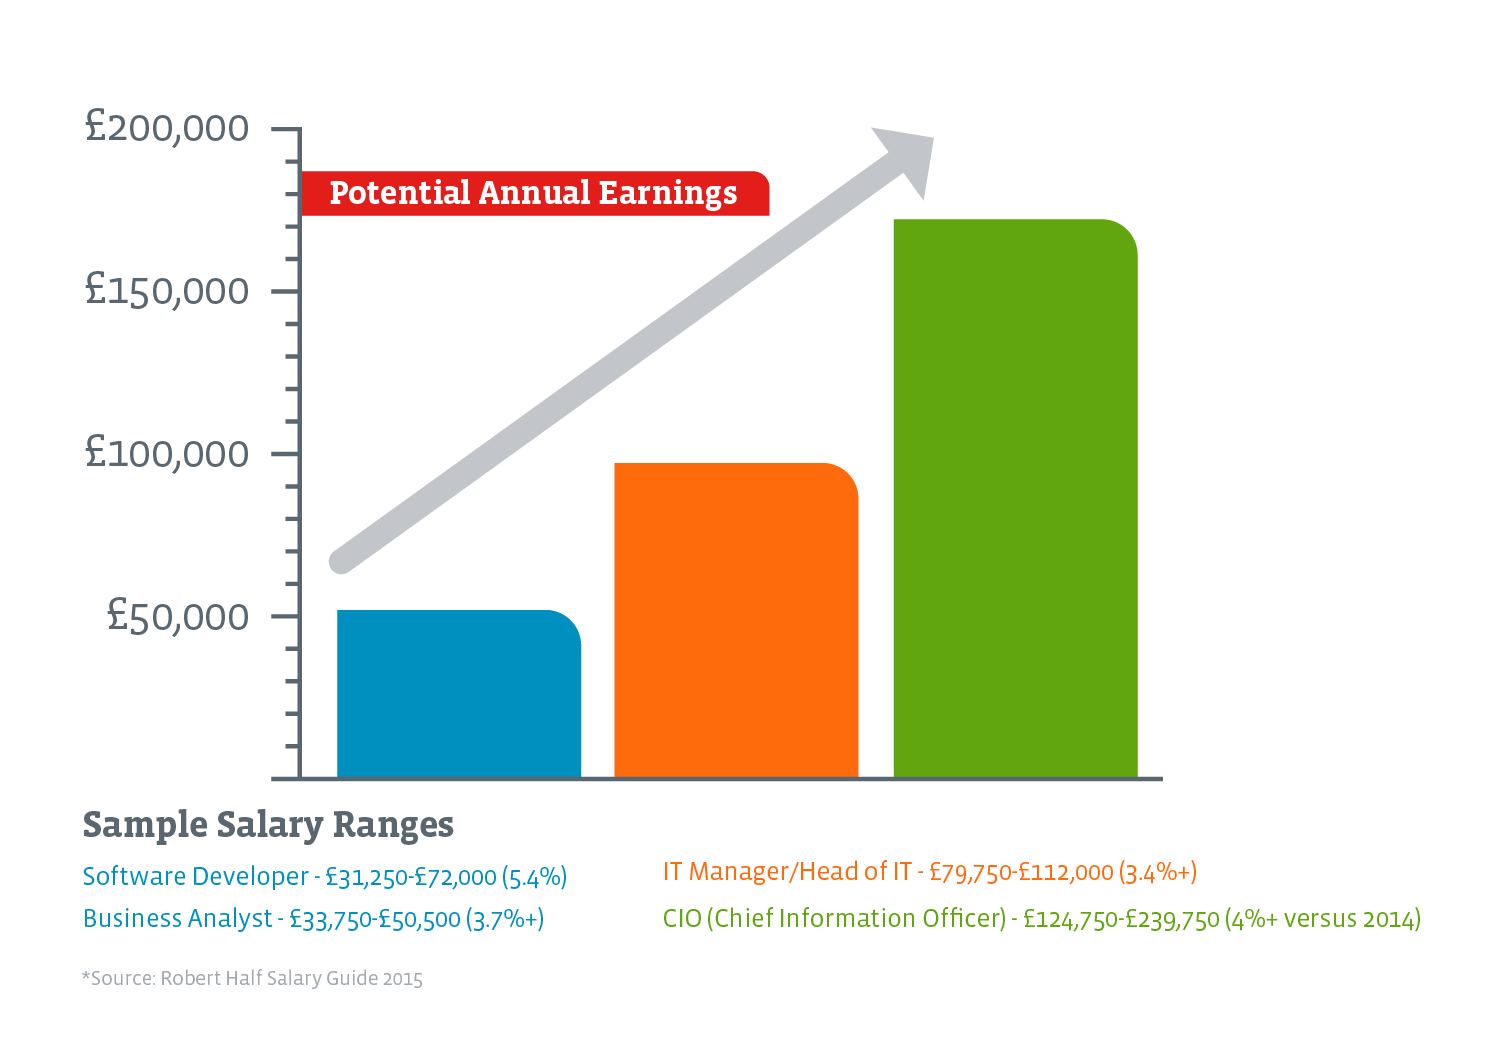 £200,000
Potential Annual Earnings
£150,000
£100,000
£50,000
Sample Salary Ranges
Software Developer - £31,250-£72,000 (5.4%)
Business Analyst - £33,750-£50,500 (3.7%+)
IT Manager/Head of IT - £79,750-£112,000 (3.4%+)
CIO (Chief Information Officer) - £124,750-£239,750 (4%+ versus 2014)
*Source: Robert Half Salary Guide 2015